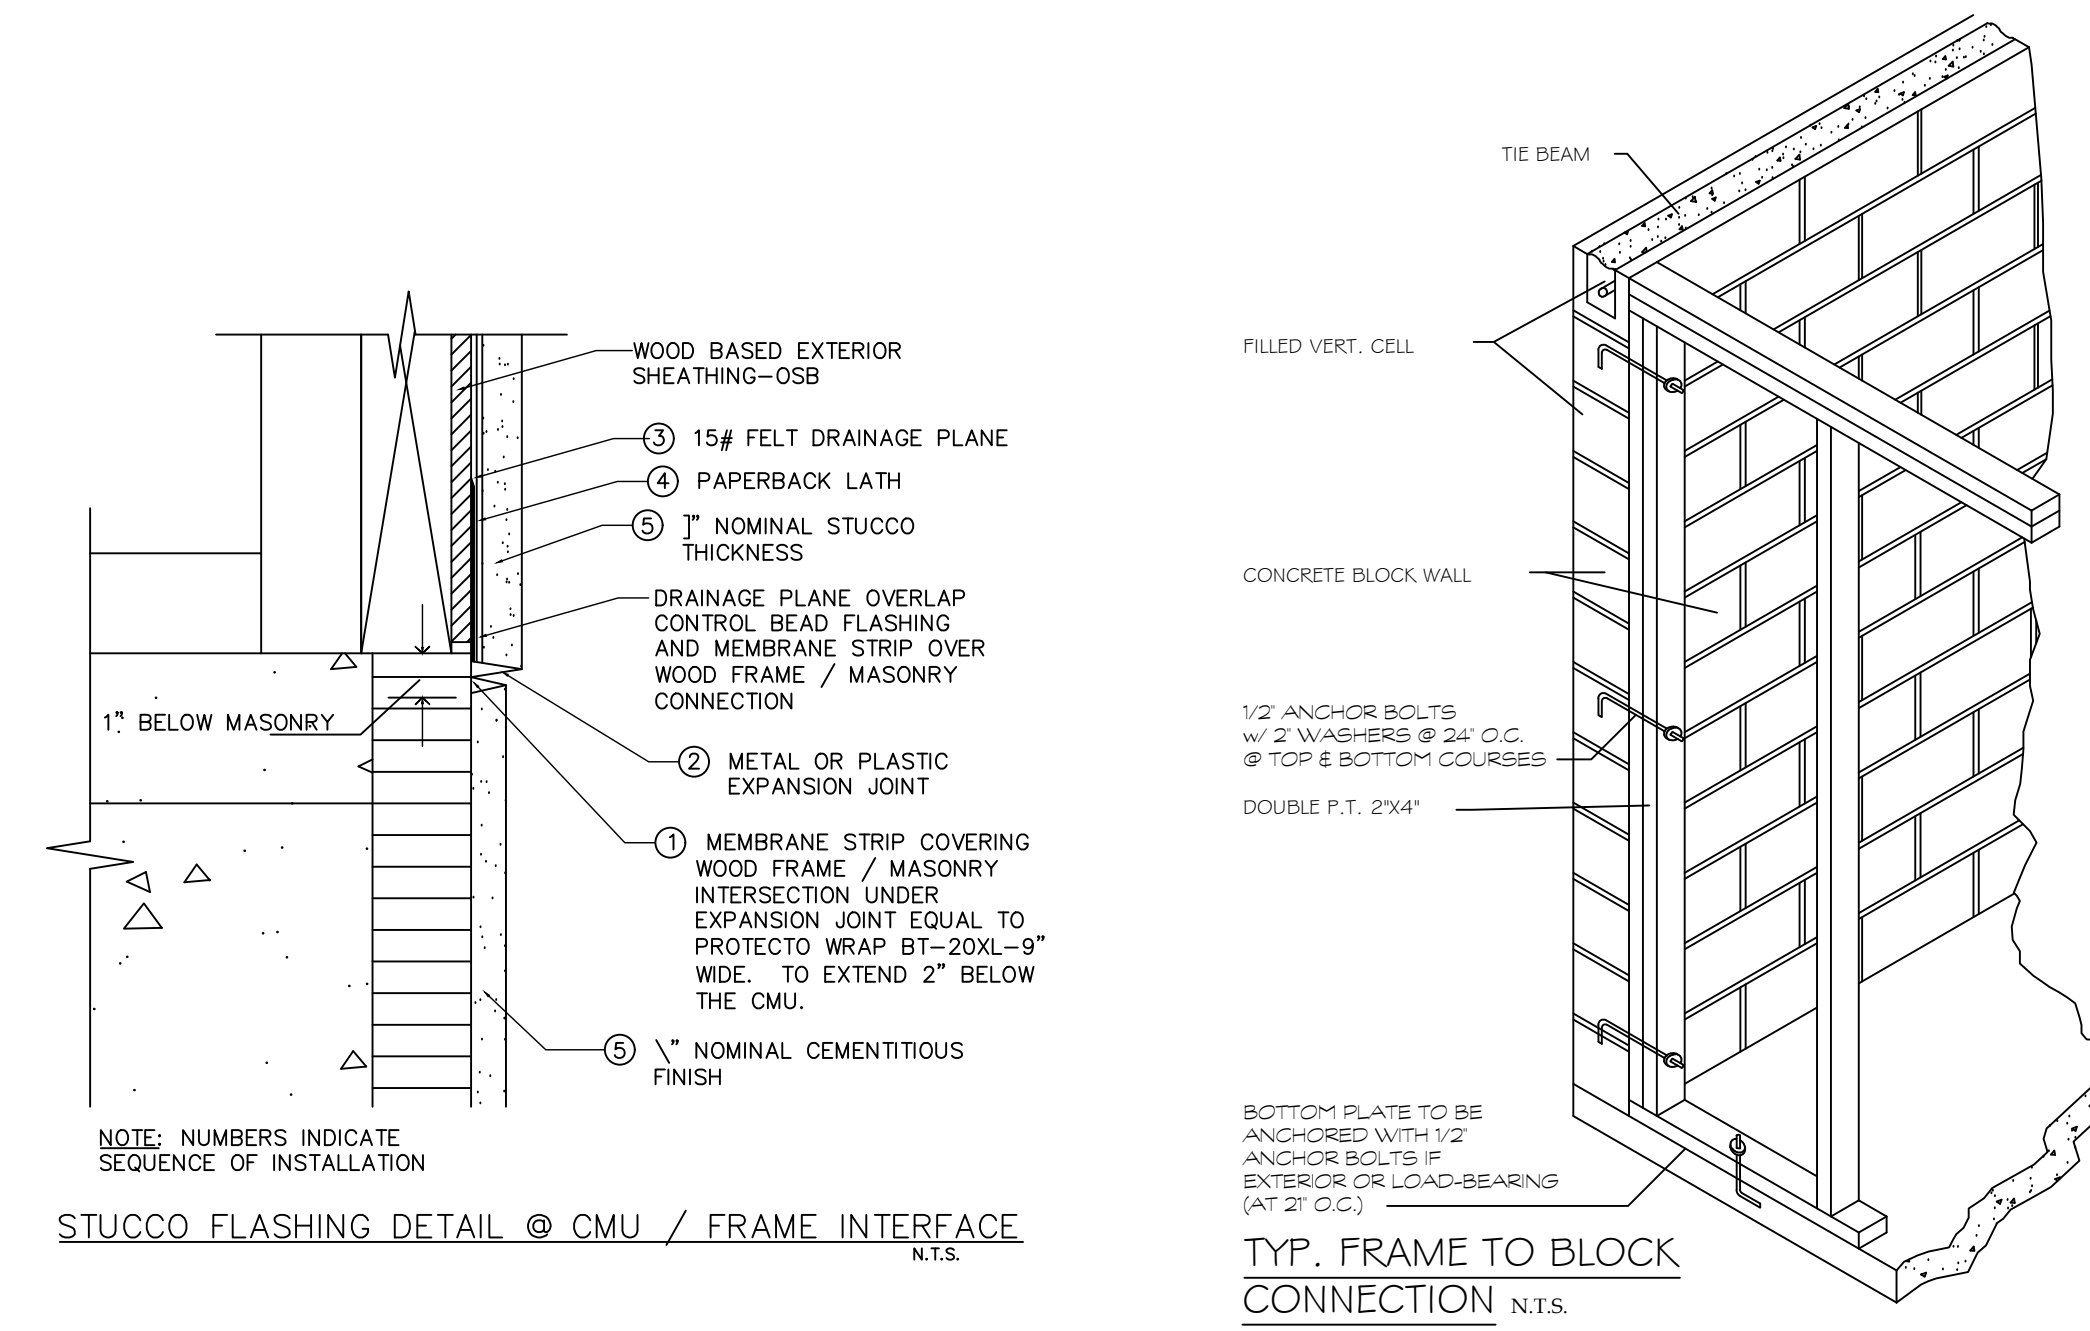 WOOD BASED EXTERIOR
SHEATHING-OSB
3 15# FELT DRAINAGE PLANE
4 PAPERBACK LATH
5 ]" NOMINAL STUCCO
THICKNESS
DRAINAGE PLANE OVERLAP
CONTROL BEAD FLASHING
AND MEMBRANE STRIP OVER
WOOD FRAME / MASONRY
CONNECTION
1" BELOW MASONRY
2 METAL OR PLASTIC
EXPANSION JOINT
1 MEMBRANE STRIP COVERING
WOOD FRAME / MASONRY
INTERSECTION UNDER
EXPANSION JOINT EQUAL TO
PROTECTO WRAP BT-20XL-9"
WIDE. TO EXTEND 2" BELOW
THE CMU.
5 \" NOMINAL CEMENTITIOUS
FINISH
NOTE: NUMBERS INDICATE
SEQUENCE OF INSTALLATION
STUCCO FLASHING DETAIL @ CMU / FRAME INTERFACE
N.T.S.
TIE BEAM
FILLED VERT. CELL
CONCRETE BLOCK WALL
1/2" ANCHOR BOLTS
w/ 2" WASHERS @ 24" O.C.
@ TOP & BOTTOM COURSES
DOUBLE P.T. 2"X4"
BOTTOM PLATE TO BE
ANCHORED WITH 1/2"
ANCHOR BOLTS IF
EXTERIOR OR LOAD-BEARING
(AT 21" O.C.)
TYP. FRAME TO BLOCK
CONNECTION N.T.S.